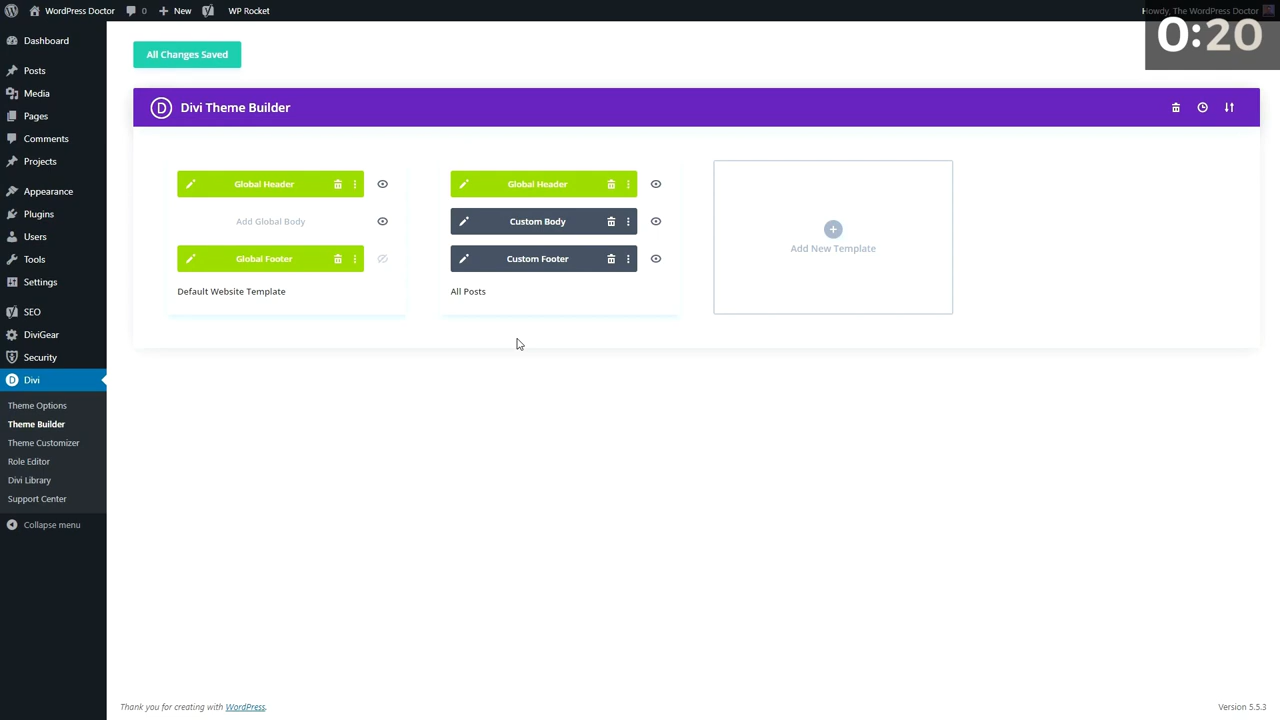 WordPress Doctor
0
New
WP Rocket
Howdy, The WordPress Doctor
0:20
Dashboard
Posts
Media
Pages
Comments
Projects
Appearance
Plugins
Users
Tools
Settings
SEO
DiviGear
Security
Divi
Theme Options
Theme Builder
Theme Customizer
Role Editor
Divi Library
Support Center
Collapse menu
All Changes Saved
D
Divi Theme Builder
Global Header
Add Global Body
Global Footer
Default Website Template
Global Header
Custom Body
Custom Footer
All Posts
Add New Template
Thank you for creating with WordPress.
Version 5.5.3